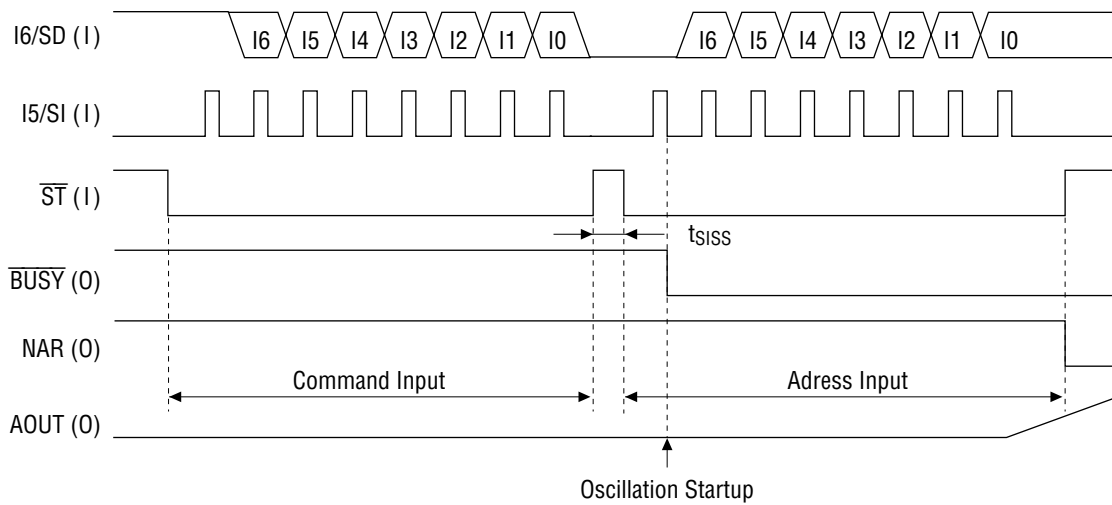 I6/SD (I) I6 I5 I4 I3 I2 I1 I0 I6 I5 I4 I3 I2 I1 I0
I5/SI (I)
ST (I)
tSISS
BUSY (O)
NAR (O)
Command Input Adress Input
AOUT (O)
Oscillation Startup